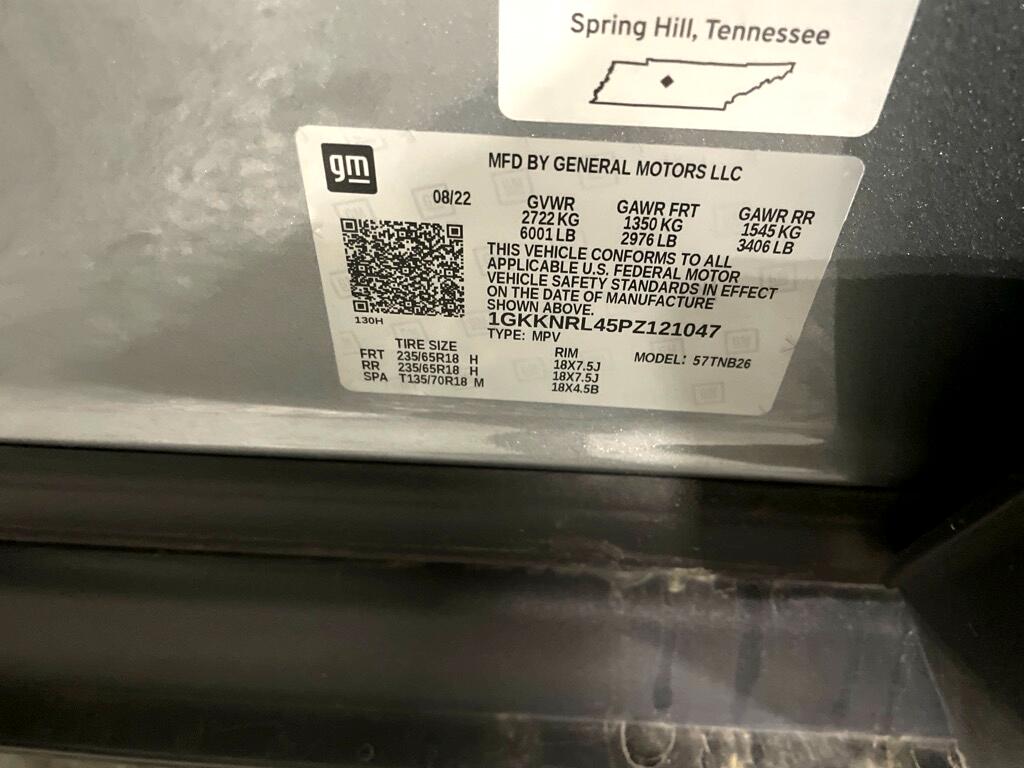 Spring Hill, Tennessee
gm
MFD BY GENERAL MOTORS LLC
08/22
GVWR GAWR FRT GAWR RR
2722 KG 1350 KG 1545 KG
6001 LB 2976 LB 3406 LB
THIS VEHICLE CONFORMS TO ALL
APPLICABLE U.S. FEDERAL MOTOR
VEHICLE SAFETY STANDARDS IN EFFECT
ON THE DATE OF MANUFACTURE
SHOWN ABOVE.
130H
1GKKNRL45PZ121047
TYPE: MPV
TIRE SIZE RIM MODEL: 57TNB26
FRT 235/65R18 H 18X7.5J
RR 235/65R18 H 18X7.5J
SPA T135/70R18 M 18X4.5B